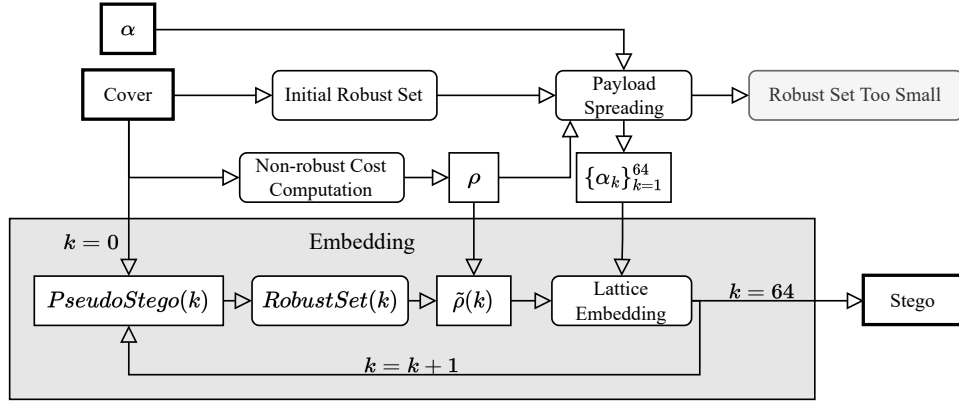 α
Cover
Initial Robust Set
Payload
Spreading
Robust Set Too Small
Non-robust Cost
Computation
ρ
{α_k}_{k=1}^{64}
k = 0
Embedding
PseudoStego(k)
RobustSet(k)
ρ̃(k)
Lattice
Embedding
k = 64
Stego
k = k + 1